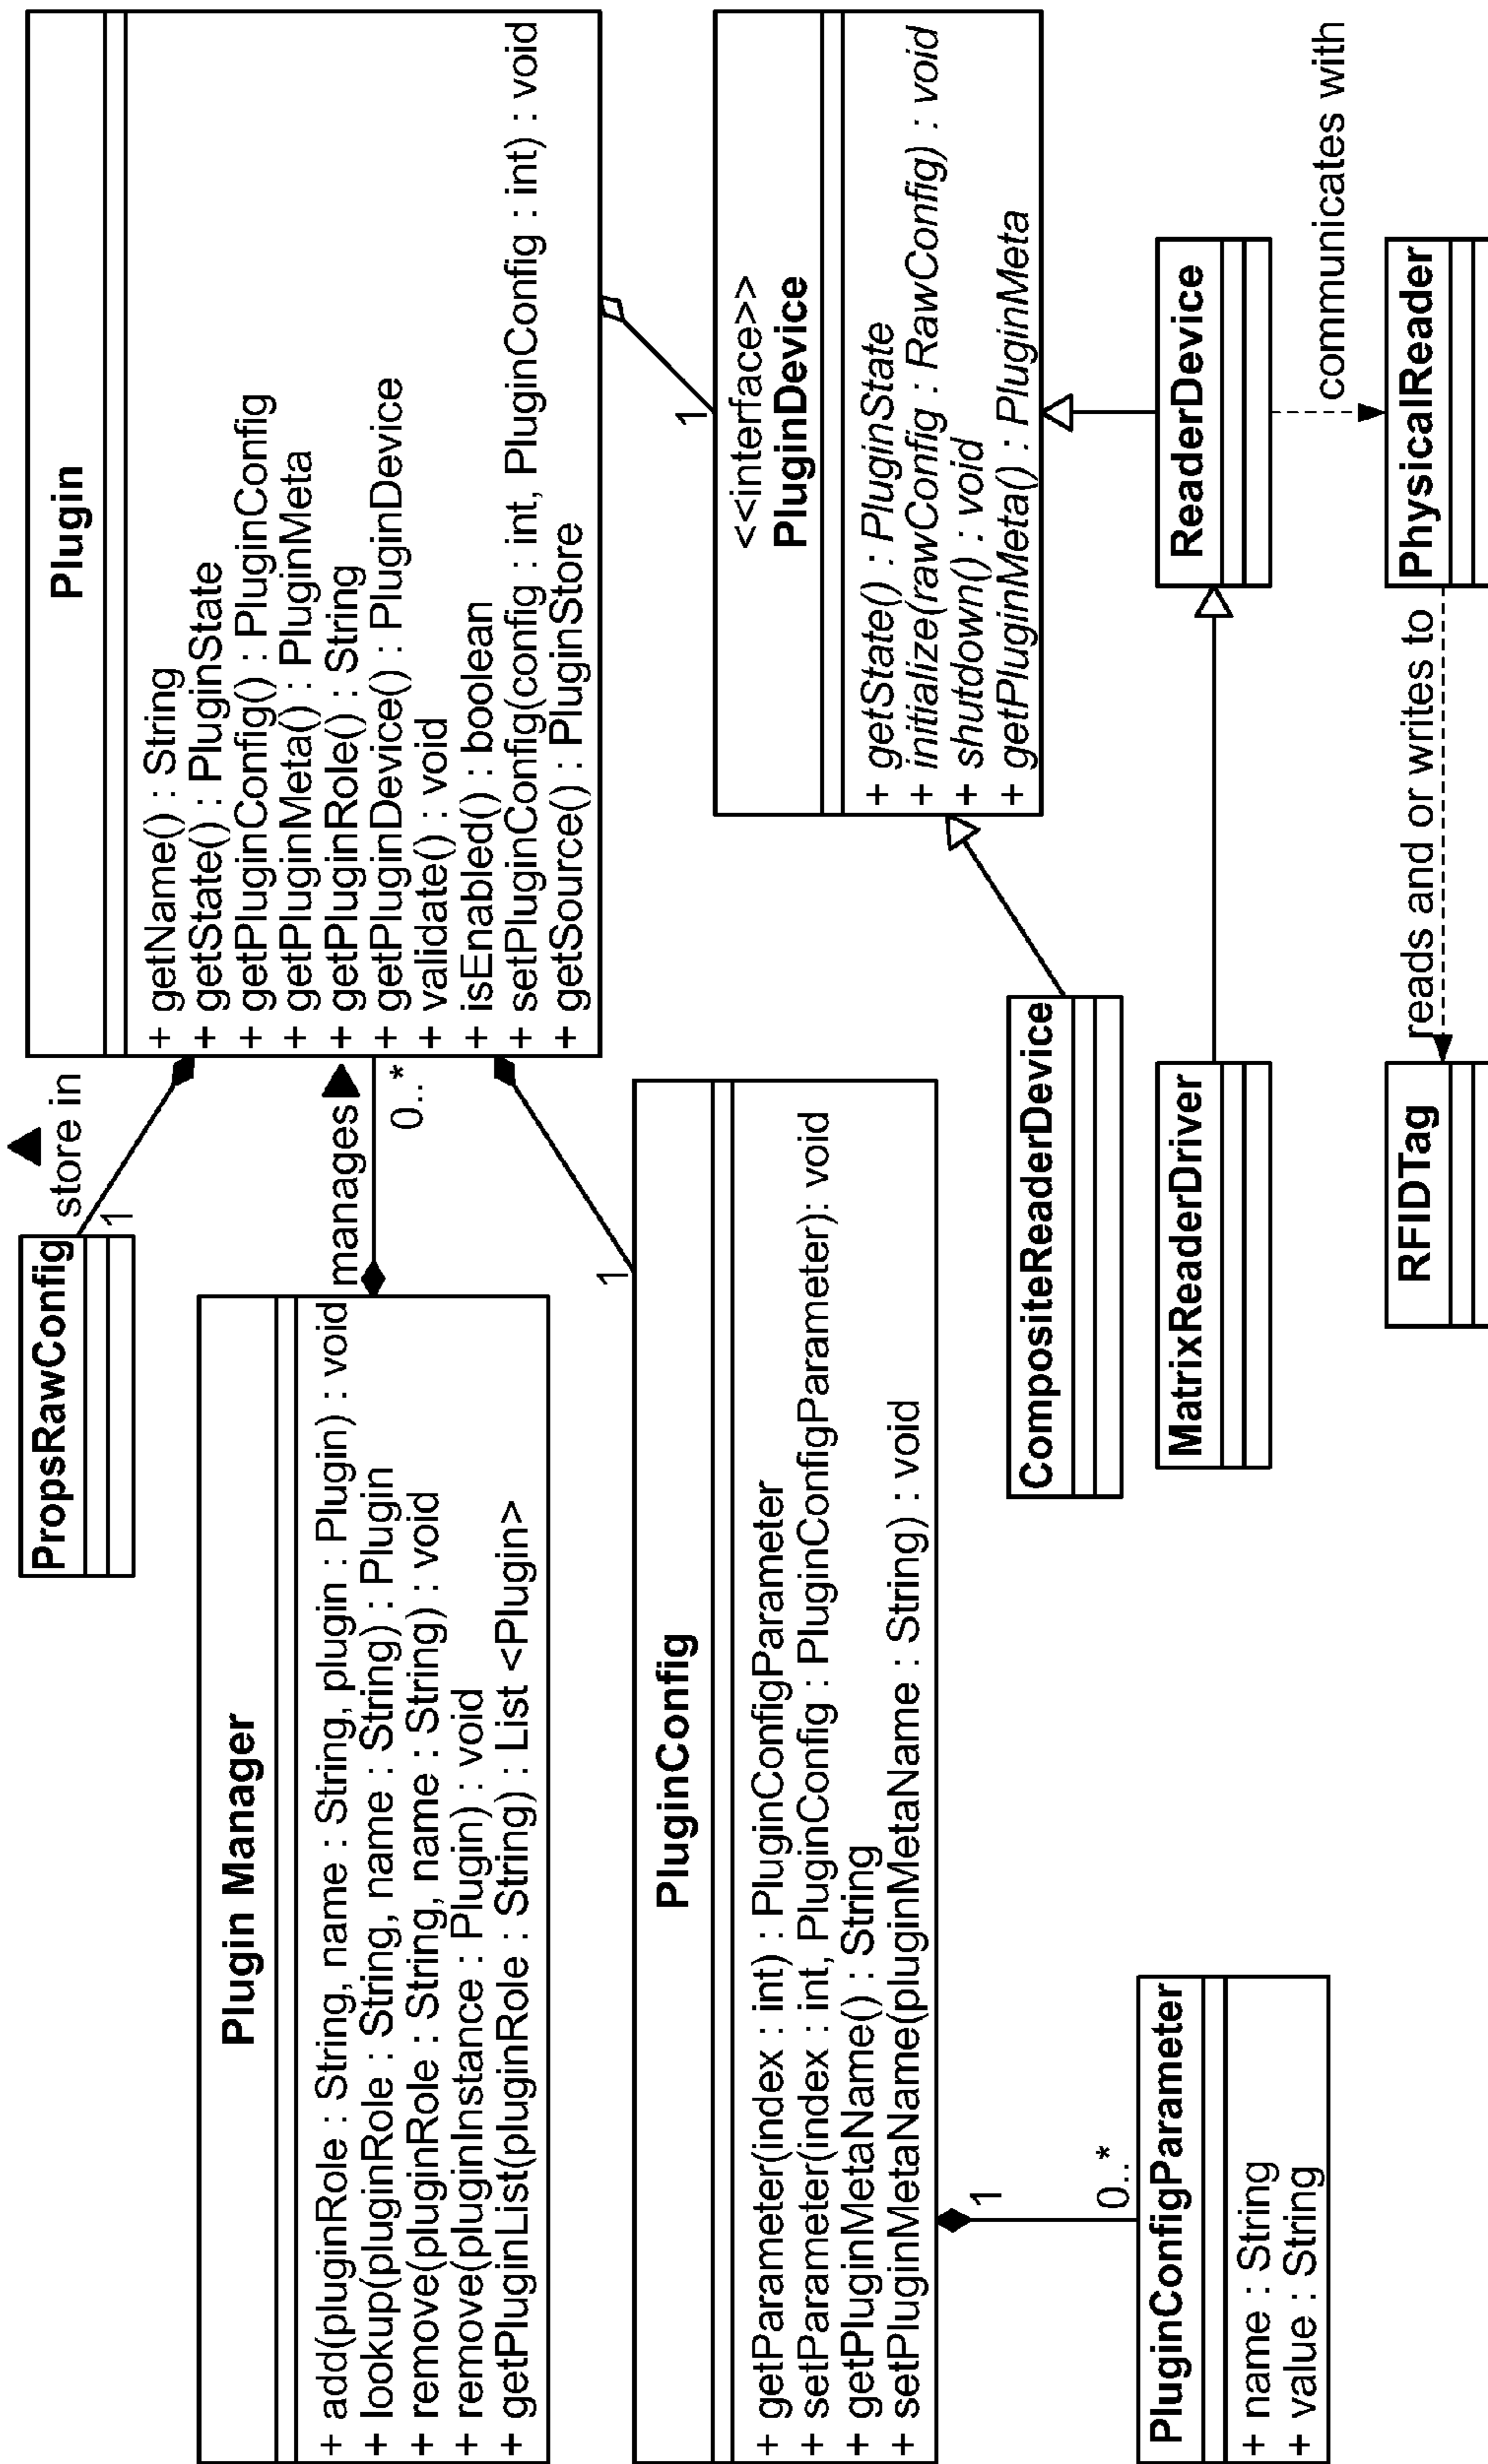 PropsRawConfig
store in
1
Plugin Manager
+ add(pluginRole : String, name : String, plugin : Plugin) : void
+ lookup(pluginRole : String, name : String) : Plugin
+ remove(pluginRole : String, name : String) : void
+ remove(pluginInstance : Plugin) : void
+ getPluginList(pluginRole : String) : List <Plugin>
manages
0..*
Plugin
+ getName() : String
+ getState() : PluginState
+ getPluginConfig() : PluginConfig
+ getPluginMeta() : PluginMeta
+ getPluginRole() : String
+ getPluginDevice() : PluginDevice
+ validate() : void
+ isEnabled() : boolean
+ setPluginConfig(config : int, PluginConfig : int) : void
+ getSource() : PluginStore
1
PluginConfig
+ getParameter(index : int) : PluginConfigParameter
+ setParameter(index : int, PluginConfig : PluginConfigParameter): void
+ getPluginMetaName() : String
+ setPluginMetaName(pluginMetaName : String) : void
1
<<interface>>
PluginDevice
+ getState() : PluginState
+ initialize(rawConfig : RawConfig) : void
+ shutdown() : void
+ getPluginMeta() : PluginMeta
1
0..*
PluginConfigParameter
+ name : String
+ value : String
CompositeReaderDevice
MatrixReaderDriver
ReaderDevice
communicates with
RFIDTag
reads and or writes to
PhysicalReader